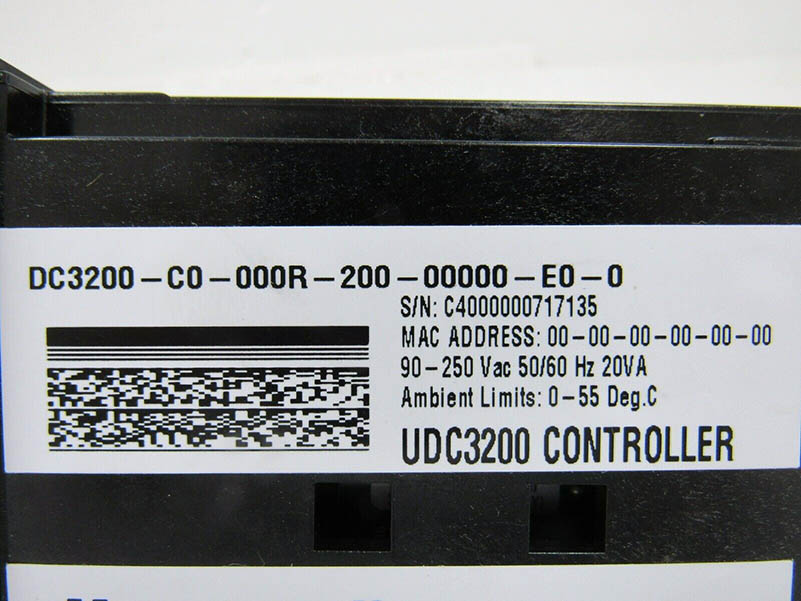 DC3200-C0-000R-200-00000-E0-0
S/N: C4000000717135
MAC ADDRESS: 00-00-00-00-00-00
90-250 Vac 50/60 Hz 20VA
Ambient Limits: 0-55 Deg.C
UDC3200 CONTROLLER